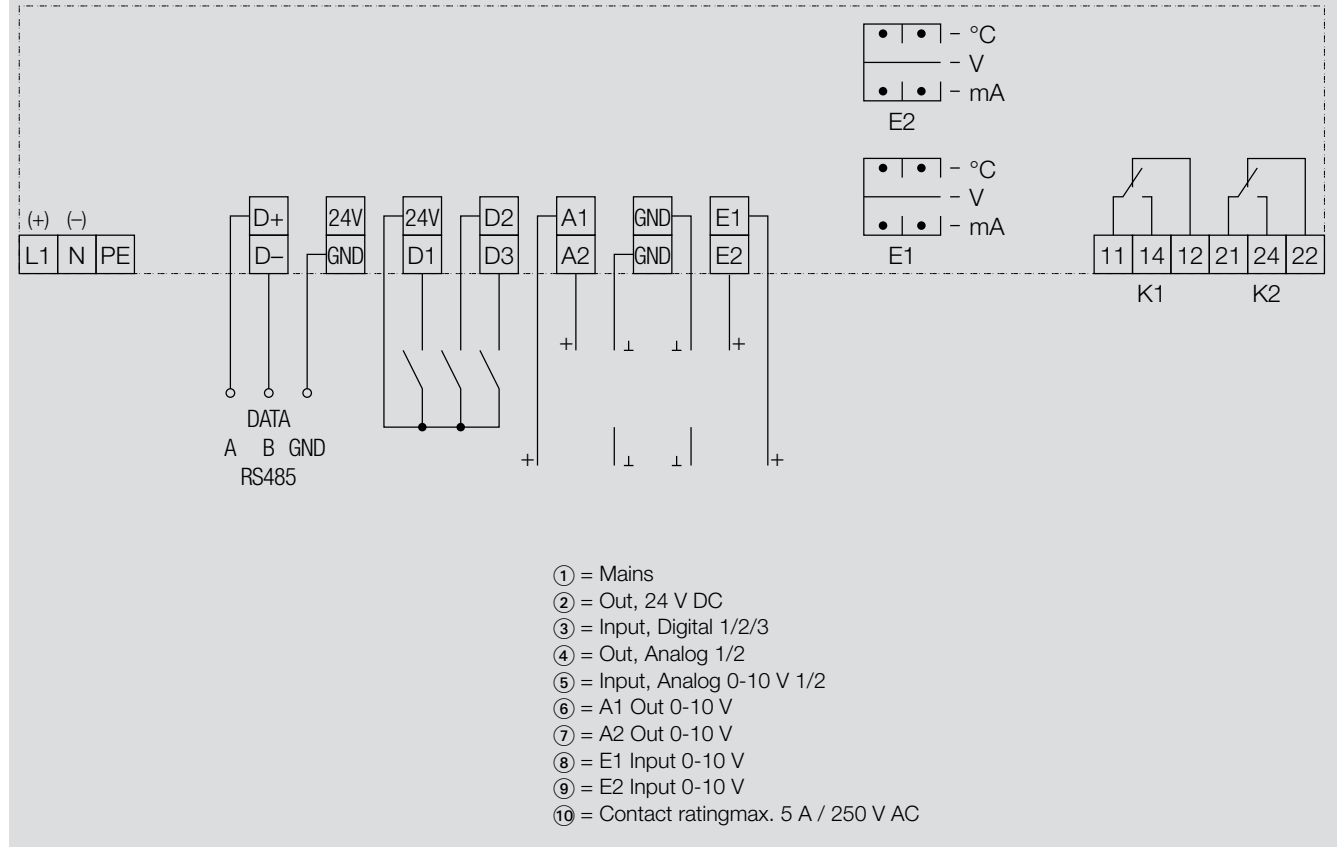 – °C
– V
– mA
E2
– °C
– V
– mA
E1
(+) (–)
L1 N PE
D+ 24V 24V D2 A1 GND E1
D– GND D1 D3 A2 GND E2
11 14 12 21 24 22
K1 K2
+ ⊥ ⊥ +
DATA
A B GND
RS485
+ ⊥ ⊥ +
① = Mains
② = Out, 24 V DC
③ = Input, Digital 1/2/3
④ = Out, Analog 1/2
⑤ = Input, Analog 0-10 V 1/2
⑥ = A1 Out 0-10 V
⑦ = A2 Out 0-10 V
⑧ = E1 Input 0-10 V
⑨ = E2 Input 0-10 V
⑩ = Contact ratingmax. 5 A / 250 V AC